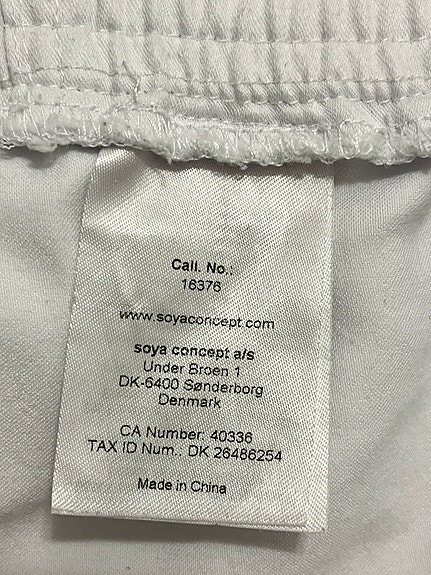 Call. No.:
16376
www.soyaconcept.com
soya concept a/s
Under Broen 1
DK-6400 Sønderborg
Denmark
CA Number: 40336
TAX ID Num.: DK 26486254
Made in China